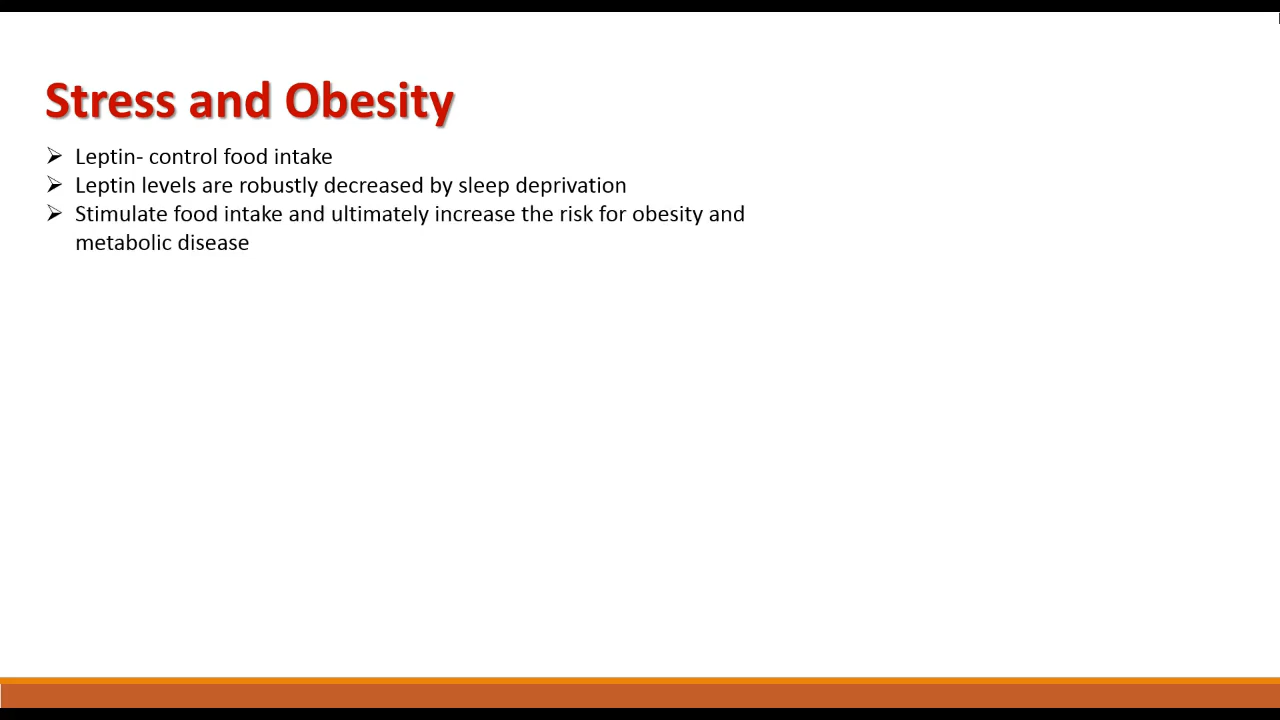 Stress and Obesity
➢ Leptin- control food intake
➢ Leptin levels are robustly decreased by sleep deprivation
➢ Stimulate food intake and ultimately increase the risk for obesity and
metabolic disease